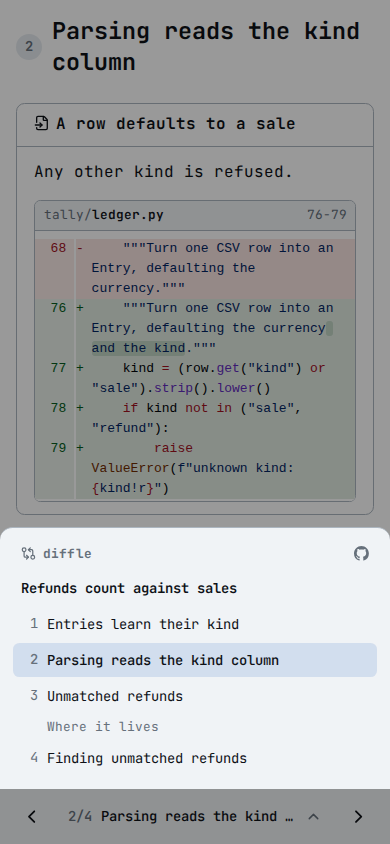 2 Parsing reads the kind
column
A row defaults to a sale
Any other kind is refused.
tally/ledger.py 76-79
68 - """Turn one CSV row into an
Entry, defaulting the
currency."""
76 + """Turn one CSV row into an
Entry, defaulting the currency
and the kind."""
77 + kind = (row.get("kind") or
"sale").strip().lower()
78 + if kind not in ("sale",
"refund"):
79 + raise
ValueError(f"unknown kind:
{kind!r}")
diffle
Refunds count against sales
1 Entries learn their kind
2 Parsing reads the kind column
3 Unmatched refunds
Where it lives
4 Finding unmatched refunds
2/4 Parsing reads the kind …